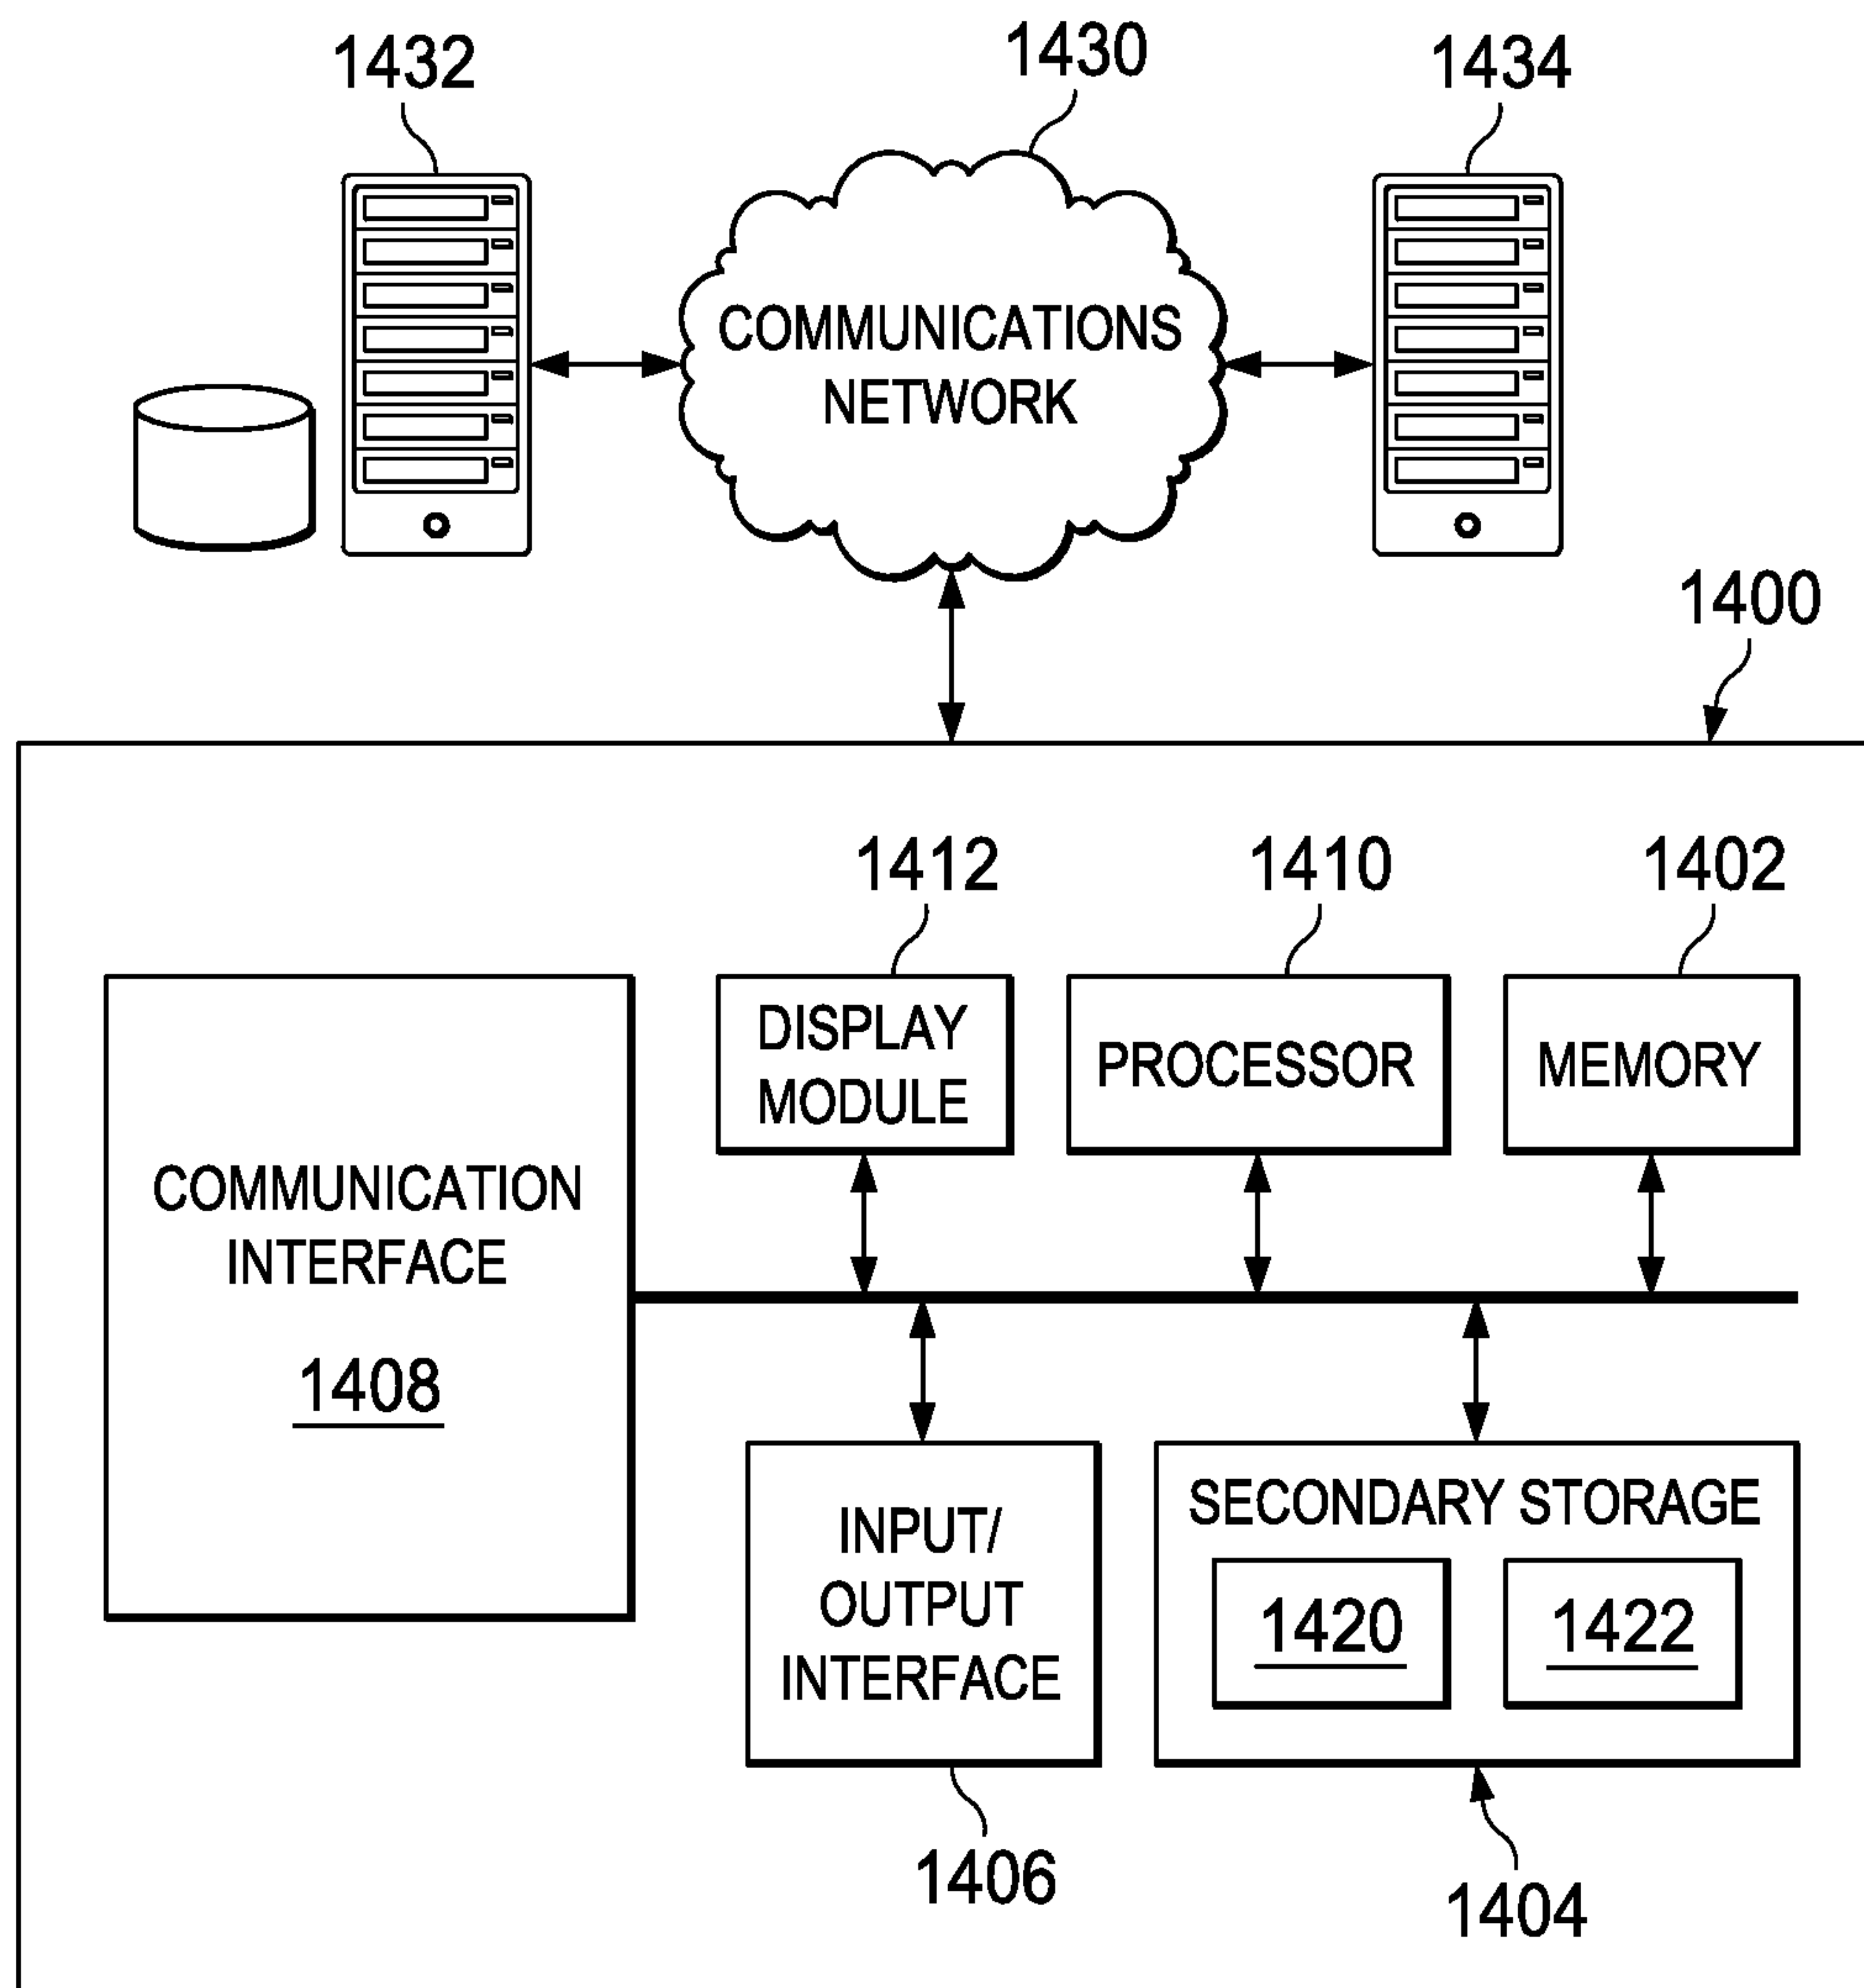 1432
1430
1434
COMMUNICATIONS
NETWORK
1400
1412
1410
1402
DISPLAY
MODULE
PROCESSOR
MEMORY
COMMUNICATION
INTERFACE
1408
INPUT/
OUTPUT
INTERFACE
SECONDARY STORAGE
1420
1422
1406
1404